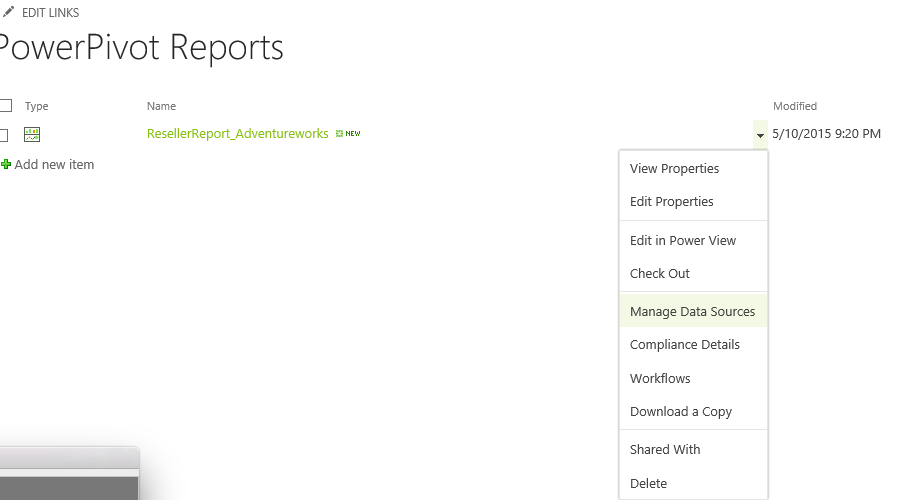 EDIT LINKS
PowerPivot Reports
Type Name Modified
ResellerReport_Adventureworks NEW 5/10/2015 9:20 PM
Add new item
View Properties
Edit Properties
Edit in Power View
Check Out
Manage Data Sources
Compliance Details
Workflows
Download a Copy
Shared With
Delete